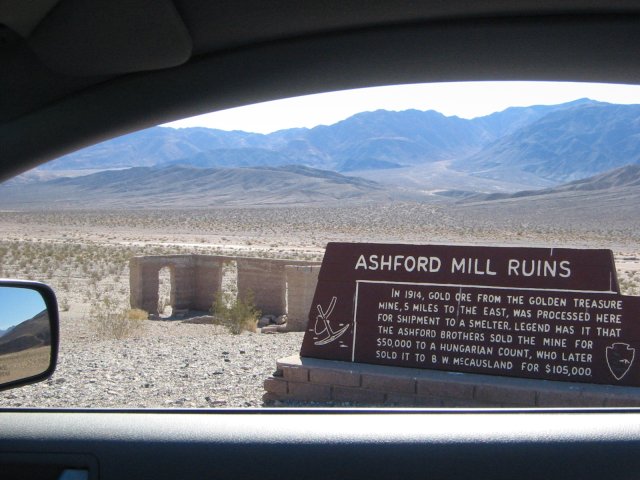 ASHFORD MILL RUINS
IN 1914, GOLD ORE FROM THE GOLDEN TREASURE
MINE, 5 MILES TO THE EAST, WAS PROCESSED HERE
FOR SHIPMENT TO A SMELTER. LEGEND HAS IT THAT
THE ASHFORD BROTHERS SOLD THE MINE FOR
$50,000 TO A HUNGARIAN COUNT, WHO LATER
SOLD IT TO B W McCAUSLAND FOR $105,000.